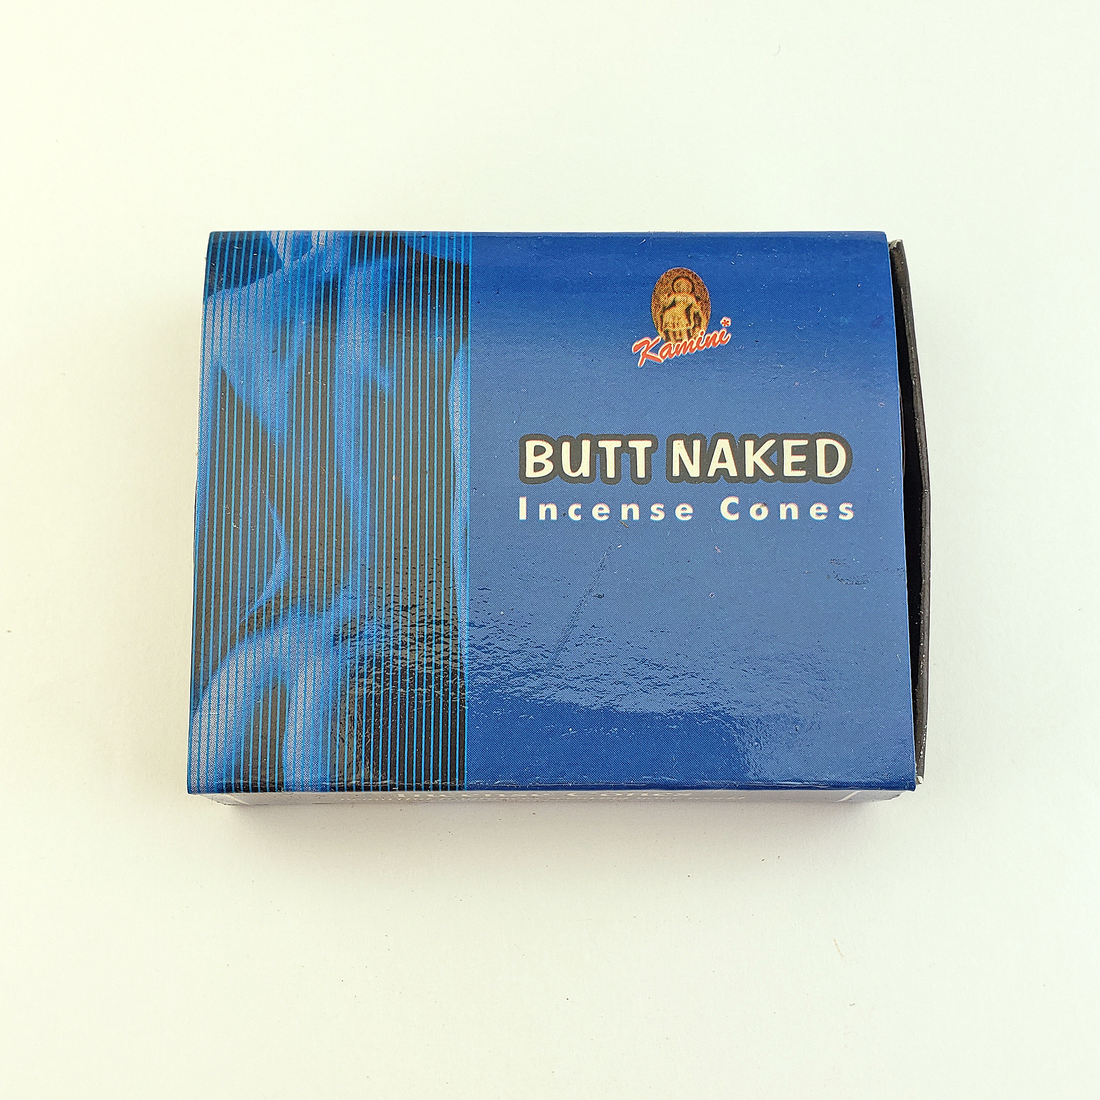 Kamini
BUTT NAKED
Incense Cones